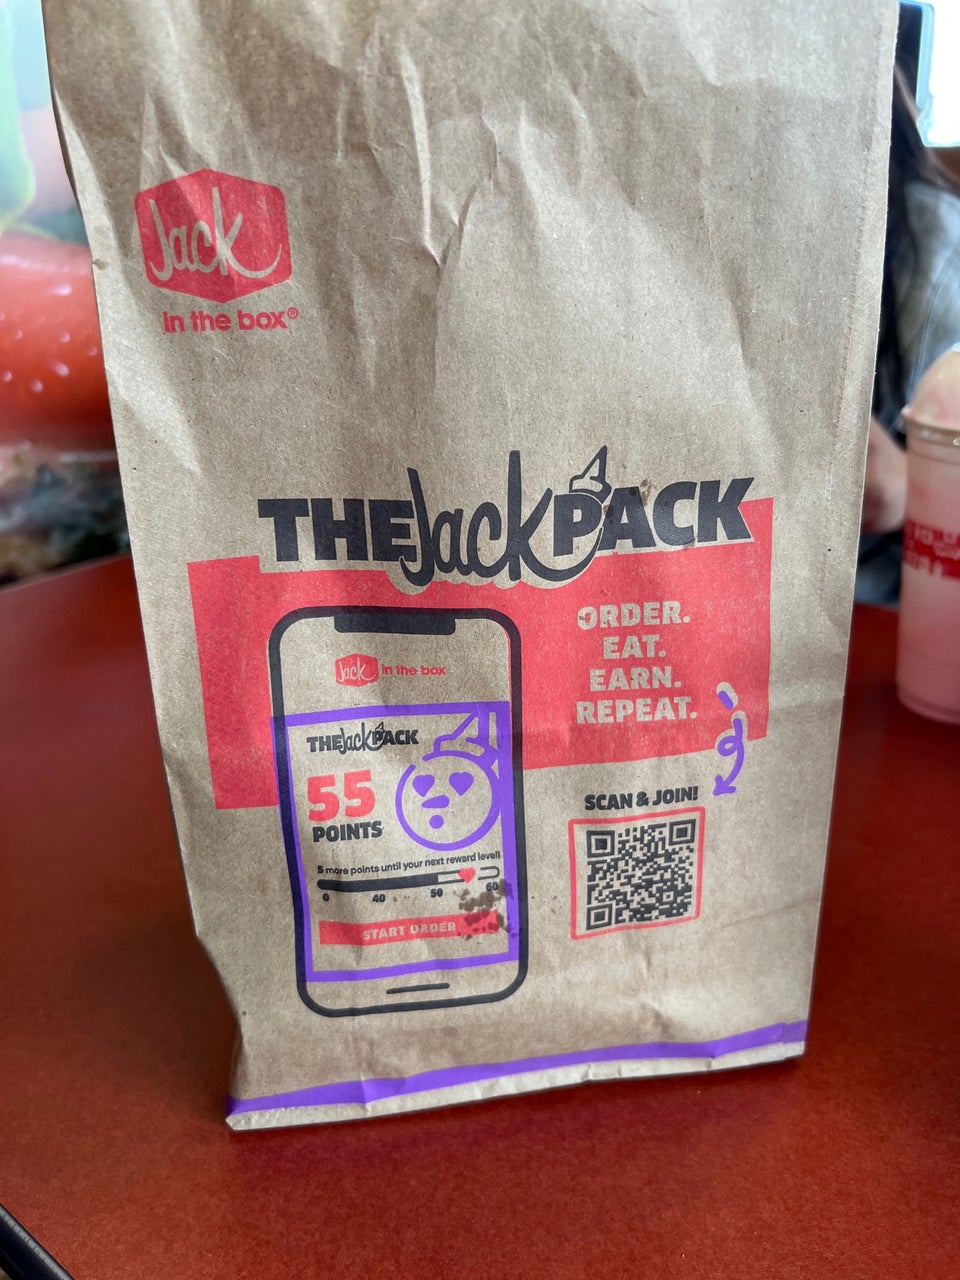 Jack
in the box®
THE Jack PACK
ORDER.
EAT.
EARN.
REPEAT.
Jack in the box
THE Jack PACK
55
POINTS
5 more points until your next reward level!
0 40 50 60
START ORDER
SCAN & JOIN!